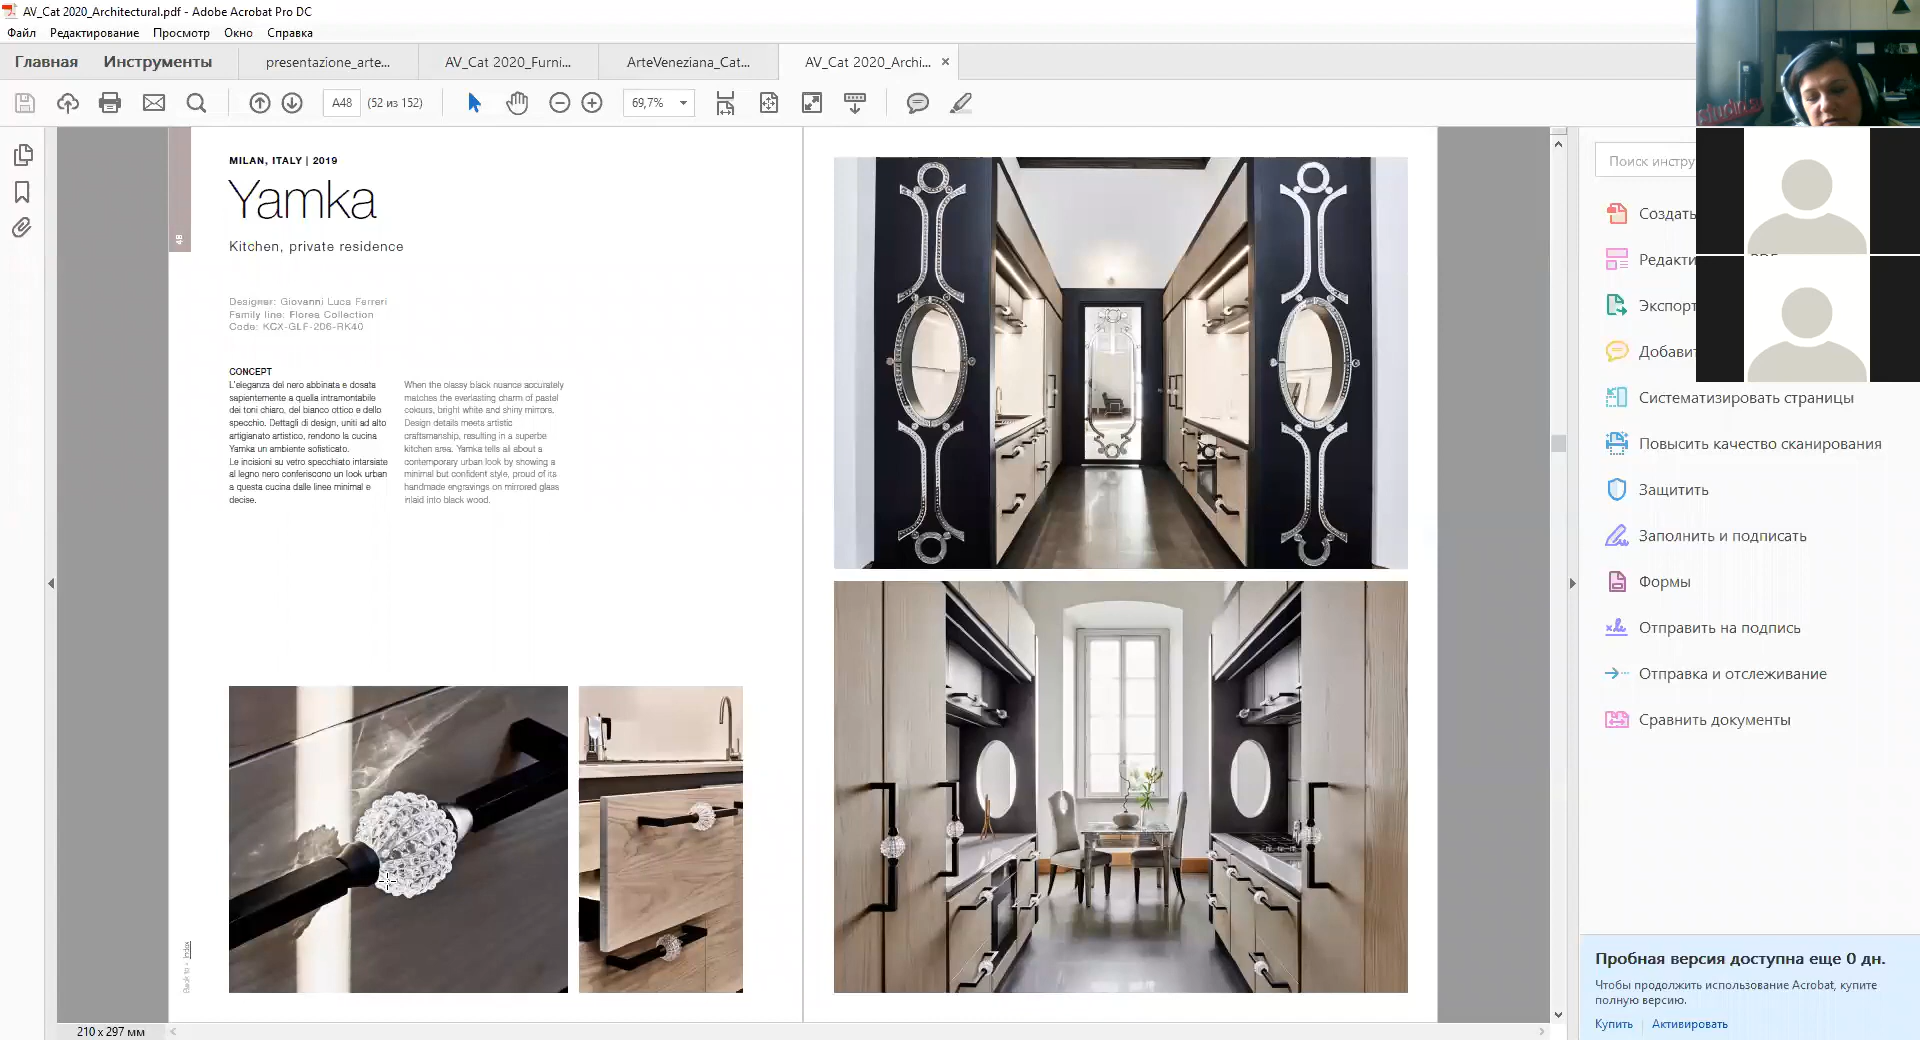 AV_Cat 2020_Architectural.pdf - Adobe Acrobat Pro DC
Файл Редактирование Просмотр Окно Справка
Главная Инструменты presentazione_arte... AV_Cat 2020_Furni... ArteVeneziana_Cat... AV_Cat 2020_Archi... ×
A48 (52 из 152) 69,7%
48
MILAN, ITALY | 2019
Yamka
Kitchen, private residence
Designer: Giovanni Luca Ferreri
Family line: Florea Collection
Code: KCX-GLF-206-RK40
CONCEPT
L'eleganza del nero abbinata e dosata
sapientemente a quella intramontabile
dei toni chiaro, del bianco ottico e dello
specchio. Dettagli di design, uniti ad alto
artigianato artistico, rendono la cucina
Yamka un ambiente sofisticato.
Le incisioni su vetro specchiato intarsiate
al legno nero conferiscono un look urban
a questa cucina dalle linee minimal e
decise.
When the classy black nuance accurately
matches the everlasting charm of pastel
colours, bright white and shiny mirrors.
Design details meets artistic
craftsmanship, resulting in a superbe
kitchen area. Yamka tells all about a
contemporary urban look by showing a
minimal but confident style, proud of its
handmade engravings on mirrored glass
inlaid into black wood.
Back to • Index
210 x 297 мм
Поиск инстру
Создать
Редакти
Экспорт
Добавит
Систематизировать страницы
Повысить качество сканирования
Защитить
Заполнить и подписать
Формы
Отправить на подпись
Отправка и отслеживание
Сравнить документы
Пробная версия доступна еще 0 дн.
Чтобы продолжить использование Acrobat, купите
полную версию.
Купить Активировать